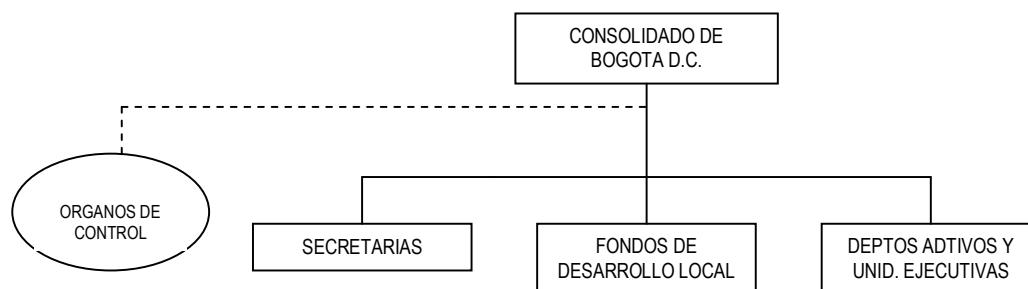 CONSOLIDADO DE
BOGOTA D.C.
ORGANOS DE
CONTROL
SECRETARIAS
FONDOS DE
DESARROLLO LOCAL
DEPTOS ADTIVOS Y
UNID. EJECUTIVAS